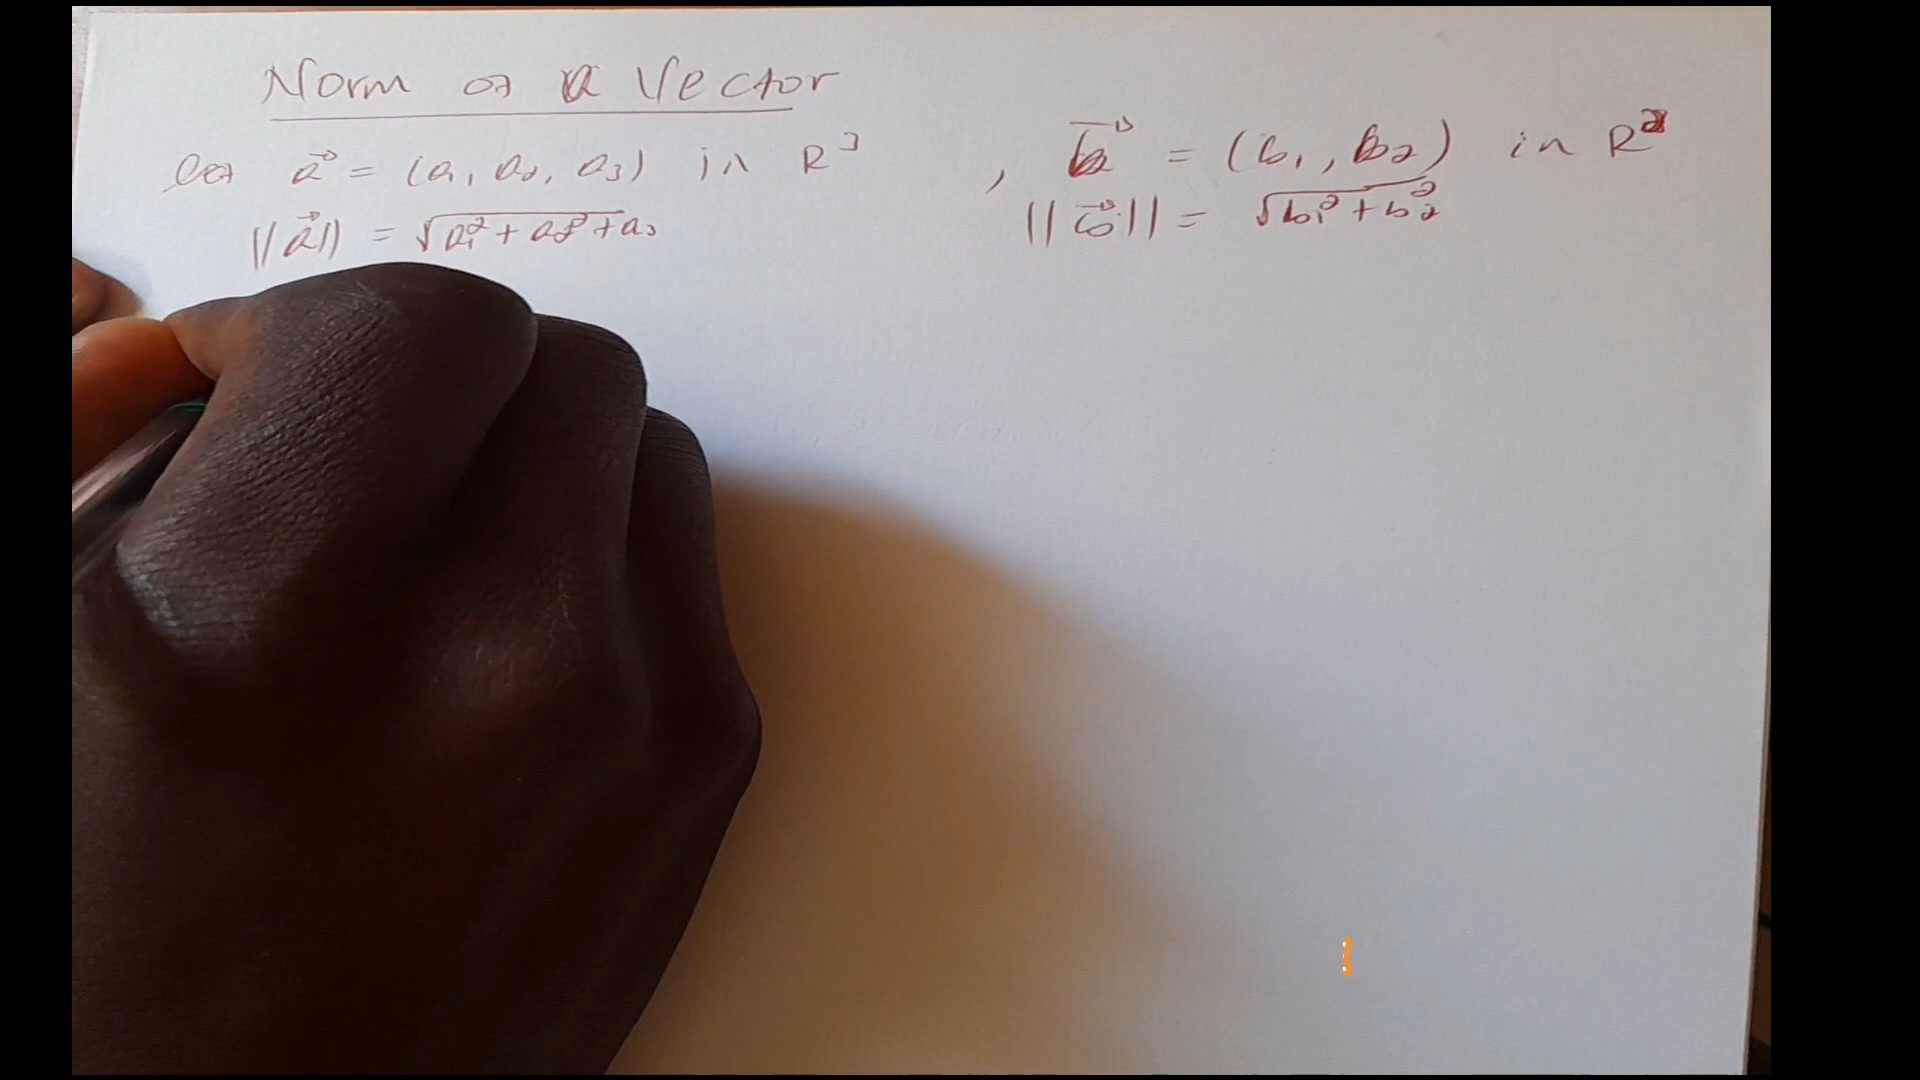 Norm of a Vector
Let a⃗ = (a₁, a₂, a₃) in R³ , b⃗ = (b₁, b₂) in R²
||a⃗|| = √a₁² + a₂² + a₃ ||b⃗|| = √b₁² + b₂²